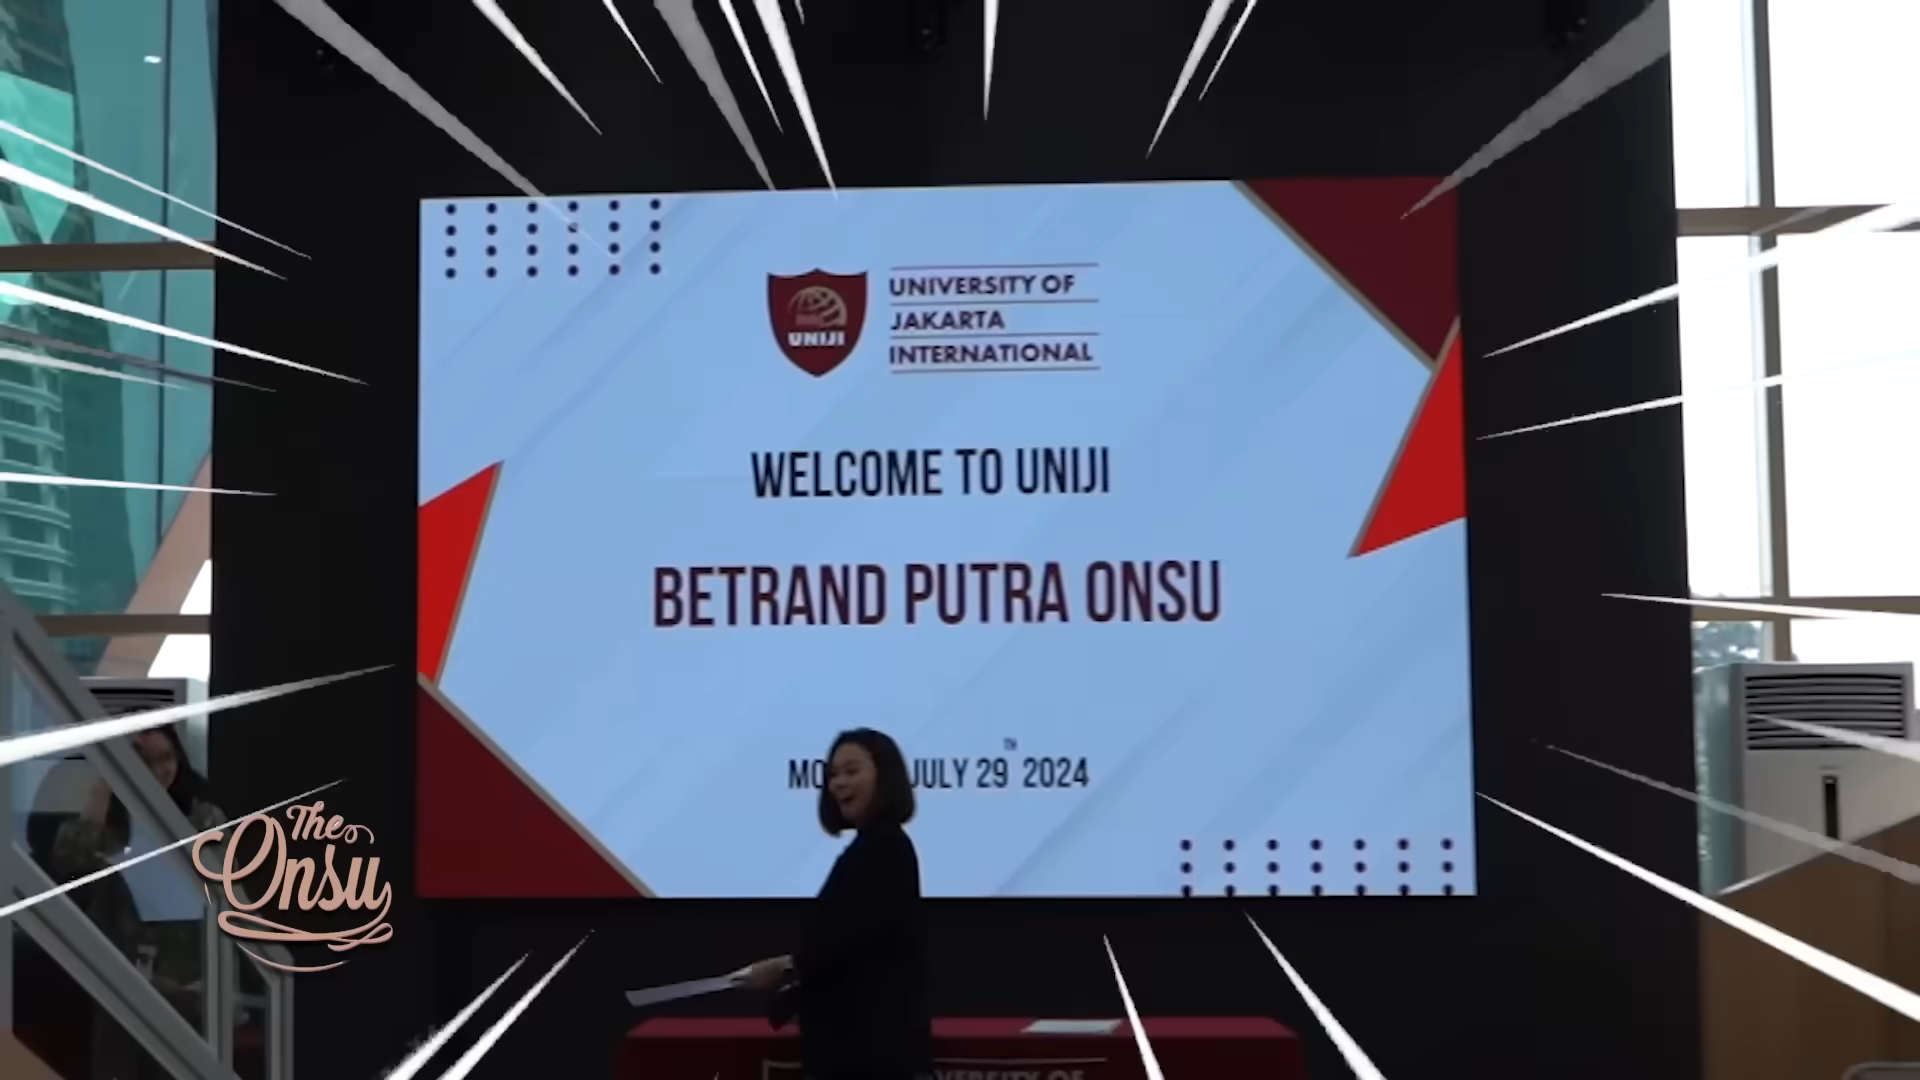 UNIVERSITY OF
JAKARTA
INTERNATIONAL
UNIJI
WELCOME TO UNIJI
BETRAND PUTRA ONSU
JULY 29TH 2024
The
Onsu